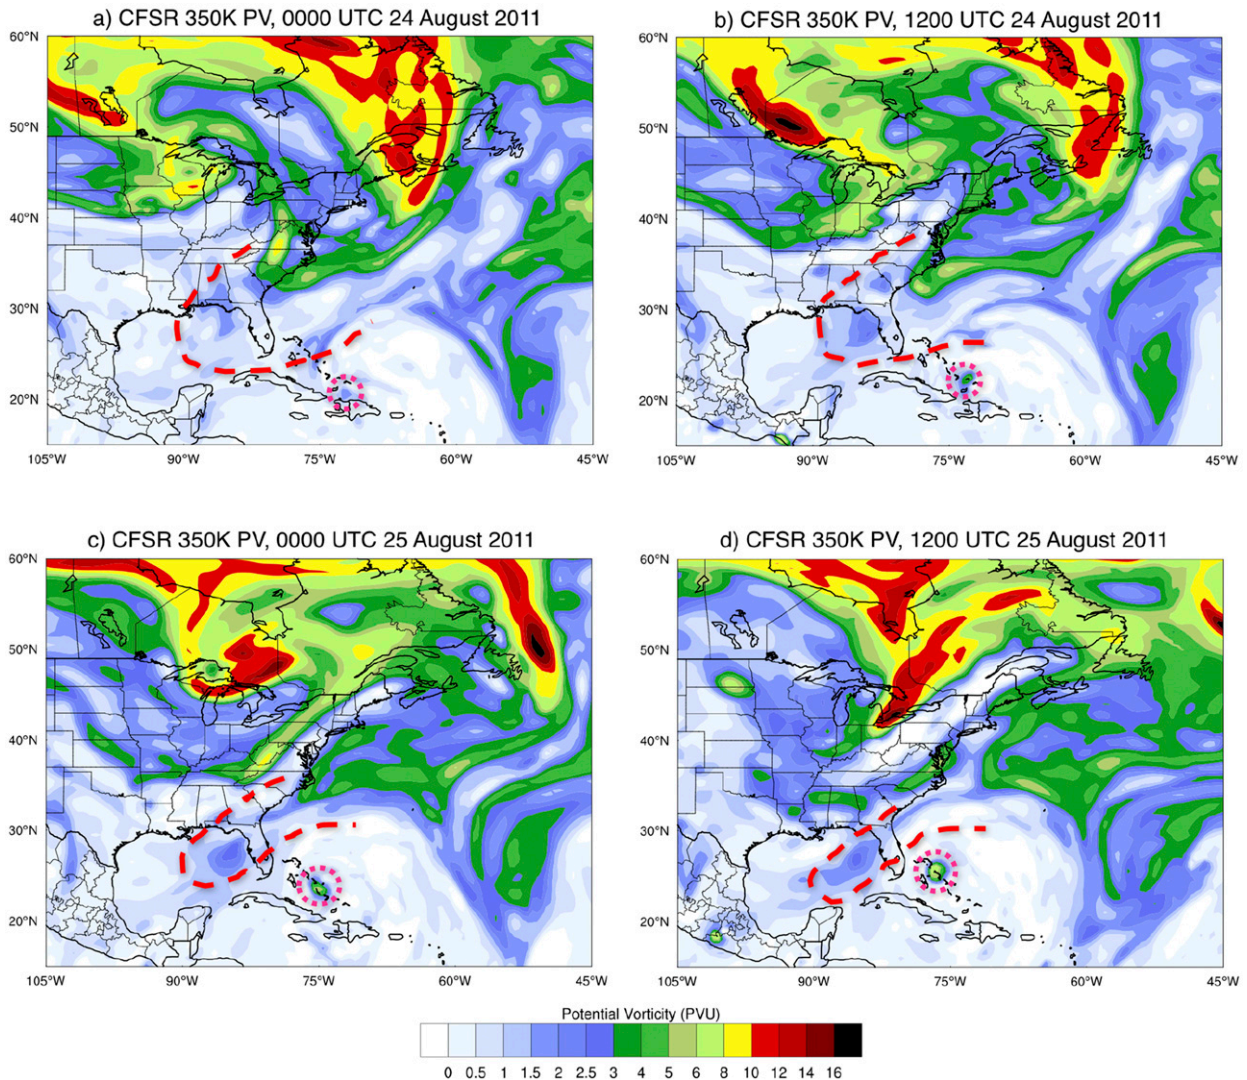 a) CFSR 350K PV, 0000 UTC 24 August 2011
b) CFSR 350K PV, 1200 UTC 24 August 2011
60°N
50°N
40°N
30°N
20°N
105°W 90°W 75°W 60°W 45°W
60°N
50°N
40°N
30°N
20°N
105°W 90°W 75°W 60°W 45°W
c) CFSR 350K PV, 0000 UTC 25 August 2011
d) CFSR 350K PV, 1200 UTC 25 August 2011
60°N
50°N
40°N
30°N
20°N
105°W 90°W 75°W 60°W 45°W
60°N
50°N
40°N
30°N
20°N
105°W 90°W 75°W 60°W 45°W
Potential Vorticity (PVU)
0 0.5 1 1.5 2 2.5 3 4 5 6 8 10 12 14 16